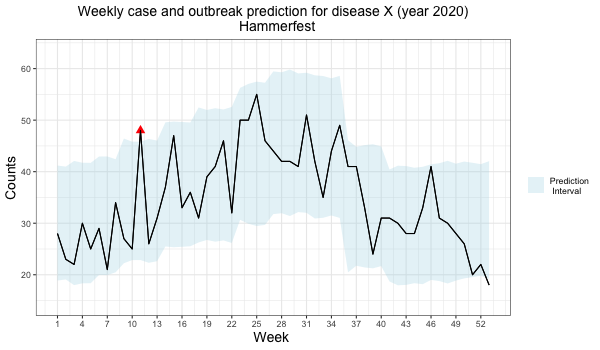 Weekly case and outbreak prediction for disease X (year 2020)
Hammerfest
60
50
40
30
20
Counts
1 4 7 10 13 16 19 22 25 28 31 34 37 40 43 46 49 52
Week
Prediction
Interval